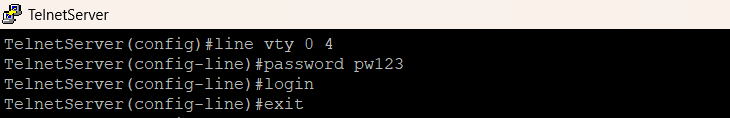 TelnetServer
TelnetServer(config)#line vty 0 4
TelnetServer(config-line)#password pw123
TelnetServer(config-line)#login
TelnetServer(config-line)#exit